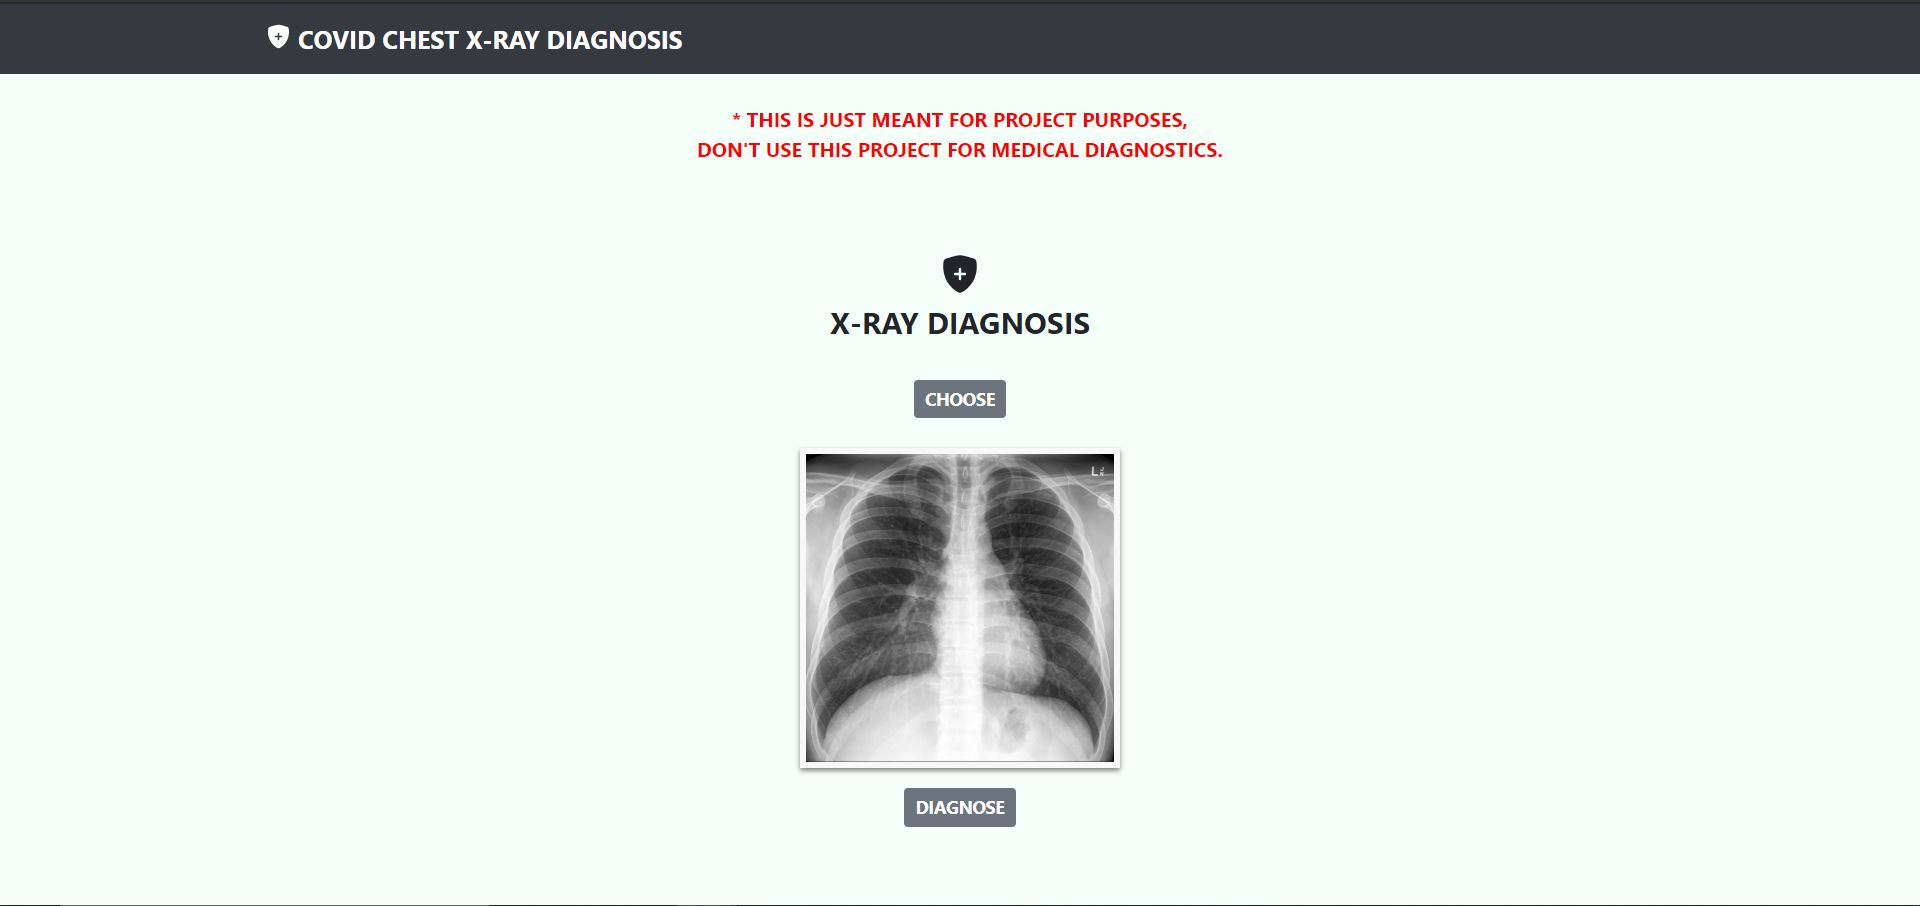 COVID CHEST X-RAY DIAGNOSIS
* THIS IS JUST MEANT FOR PROJECT PURPOSES,
DON'T USE THIS PROJECT FOR MEDICAL DIAGNOSTICS.
X-RAY DIAGNOSIS
CHOOSE
L
DIAGNOSE